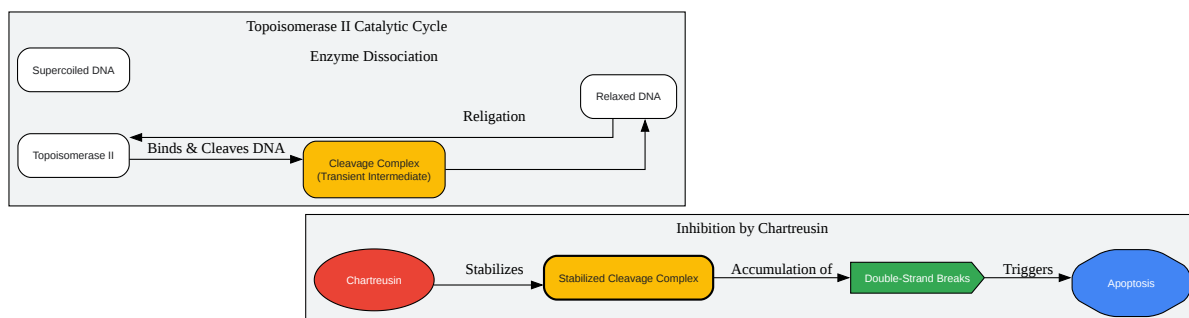 Topoisomerase II Catalytic Cycle
Enzyme Dissociation
Supercoiled DNA
Relaxed DNA
Religation
Topoisomerase II
Binds & Cleaves DNA
Cleavage Complex
(Transient Intermediate)
Inhibition by Chartreusin
Chartreusin
Stabilizes
Stabilized Cleavage Complex
Accumulation of
Double-Strand Breaks
Triggers
Apoptosis